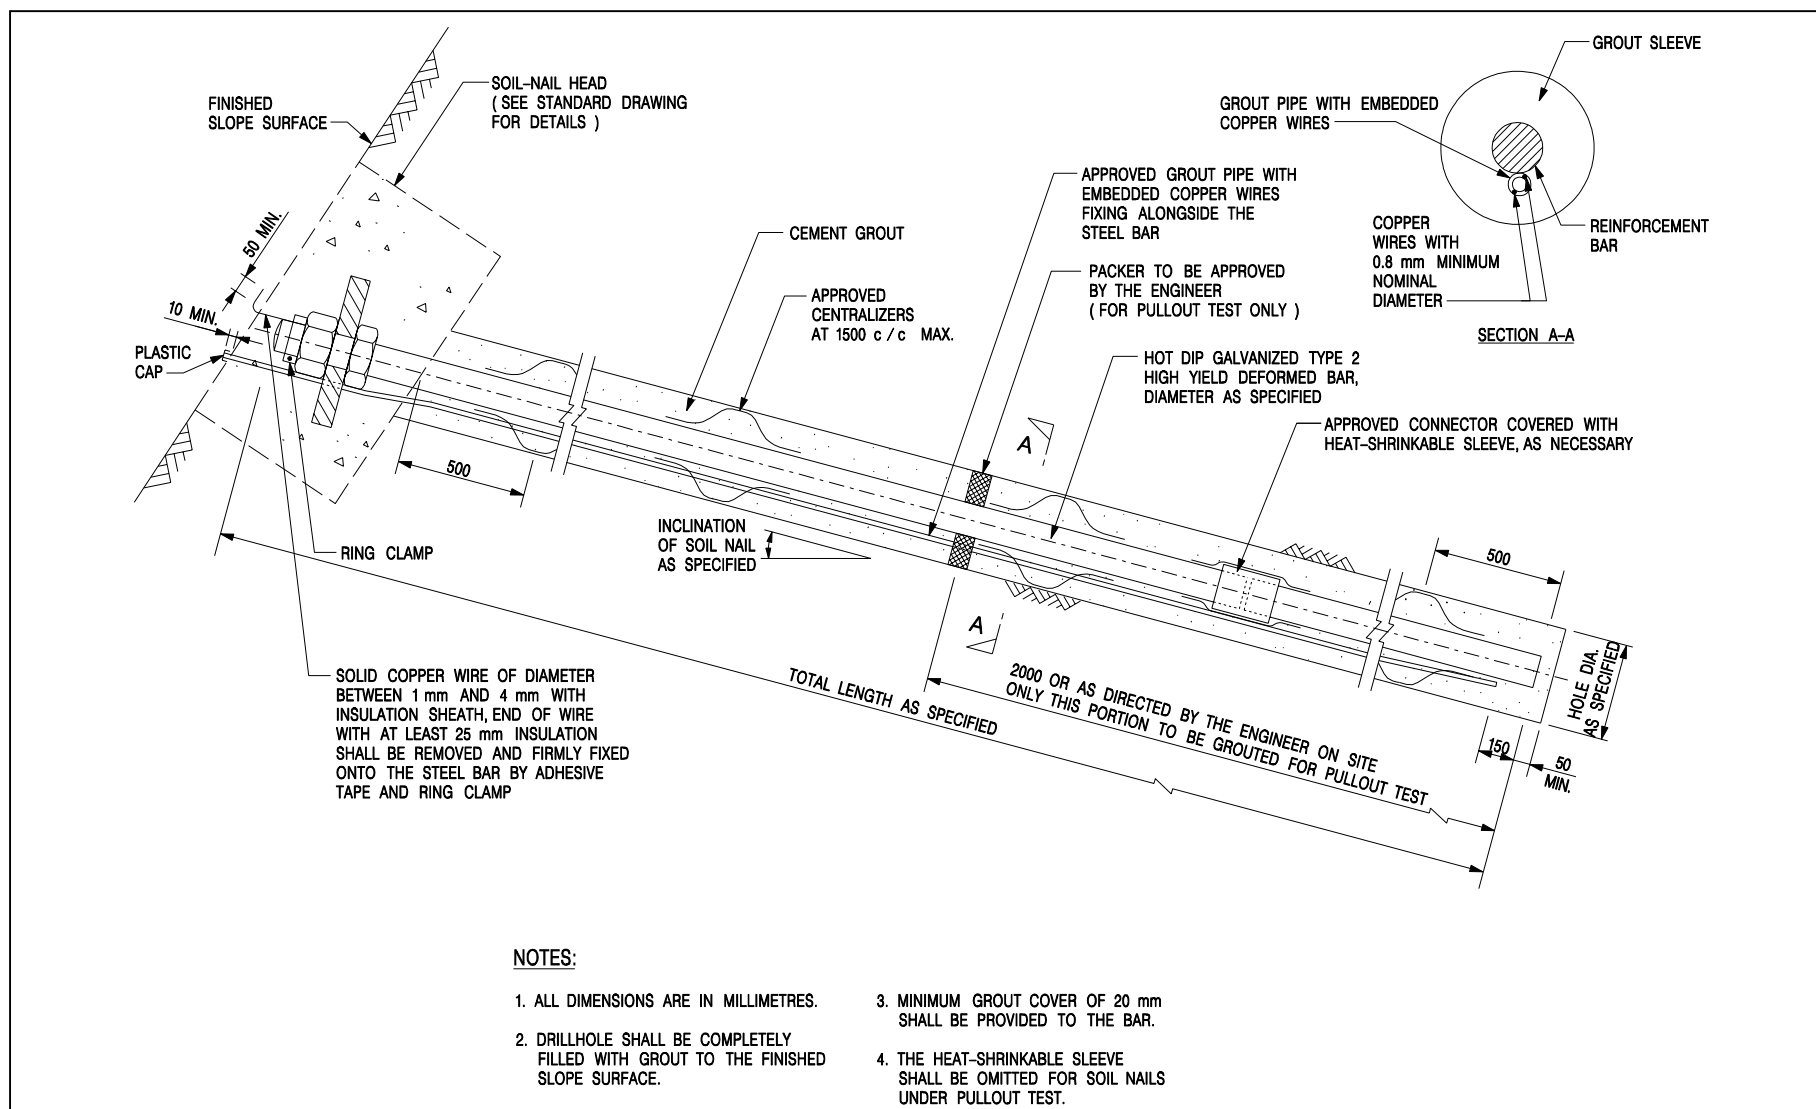 FINISHED
SLOPE SURFACE
SOIL-NAIL HEAD
( SEE STANDARD DRAWING
FOR DETAILS )
50 MIN.
10 MIN.
PLASTIC
CAP
CEMENT GROUT
APPROVED
CENTRALIZERS
AT 1500 c / c MAX.
APPROVED GROUT PIPE WITH
EMBEDDED COPPER WIRES
FIXING ALONGSIDE THE
STEEL BAR
PACKER TO BE APPROVED
BY THE ENGINEER
( FOR PULLOUT TEST ONLY )
HOT DIP GALVANIZED TYPE 2
HIGH YIELD DEFORMED BAR,
DIAMETER AS SPECIFIED
APPROVED CONNECTOR COVERED WITH
HEAT-SHRINKABLE SLEEVE, AS NECESSARY
GROUT SLEEVE
GROUT PIPE WITH EMBEDDED
COPPER WIRES
COPPER
WIRES WITH
0.8 mm MINIMUM
NOMINAL
DIAMETER
REINFORCEMENT
BAR
SECTION A-A
A
A
500
RING CLAMP
INCLINATION
OF SOIL NAIL
AS SPECIFIED
500
HOLE DIA.
AS SPECIFIED
150
50
MIN.
2000 OR AS DIRECTED BY THE ENGINEER ON SITE
ONLY THIS PORTION TO BE GROUTED FOR PULLOUT TEST
TOTAL LENGTH AS SPECIFIED
SOLID COPPER WIRE OF DIAMETER
BETWEEN 1 mm AND 4 mm WITH
INSULATION SHEATH, END OF WIRE
WITH AT LEAST 25 mm INSULATION
SHALL BE REMOVED AND FIRMLY FIXED
ONTO THE STEEL BAR BY ADHESIVE
TAPE AND RING CLAMP
NOTES:
1. ALL DIMENSIONS ARE IN MILLIMETRES.
2. DRILLHOLE SHALL BE COMPLETELY
FILLED WITH GROUT TO THE FINISHED
SLOPE SURFACE.
3. MINIMUM GROUT COVER OF 20 mm
SHALL BE PROVIDED TO THE BAR.
4. THE HEAT-SHRINKABLE SLEEVE
SHALL BE OMITTED FOR SOIL NAILS
UNDER PULLOUT TEST.